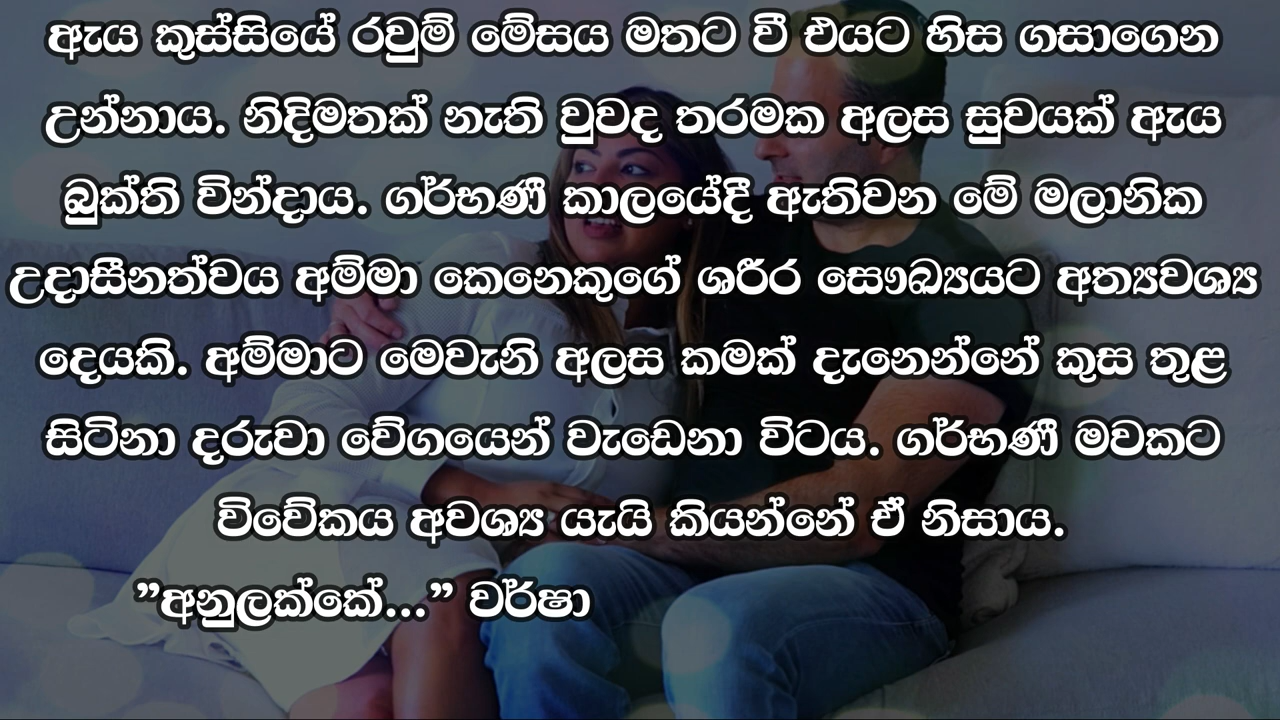 ඇය කුස්සියේ රවුම් මේසය මතට වී එයට හිස ගසාගෙන
උන්නාය. නිදිමතක් නැති වුවද තරමක අලස සුවයක් ඇය
බුක්ති වින්දාය. ගර්භණී කාලයේදී ඇතිවන මේ මලානික
උදාසීනත්වය අම්මා කෙනෙකුගේ ශරීර සෞඛ්‍යයට අත්‍යවශ්‍ය
දෙයකි. අම්මාට මෙවැනි අලස කමක් දැනෙන්නේ කුස තුළ
සිටිනා දරුවා වේගයෙන් වැඩෙනා විටය. ගර්භණී මවකට
විවේකය අවශ්‍ය යැයි කියන්නේ ඒ නිසාය.
”අනුලක්කේ...” වර්ෂා